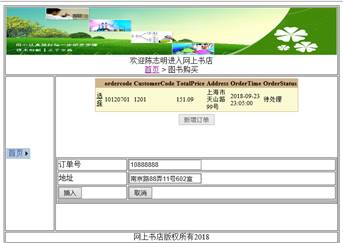 欢迎陈志明进入网上书店
首页 > 图书购买
ordercode CustomerCode TotalPrice Address OrderTime OrderStatus
选择 10120701 1201 151.09 上海市天山路99号 2018-09-23 23:05:00 待处理
新增订单
首页
订单号 10888888
地址 南京路88弄11号602室
插入 取消
网上书店版权所有2018